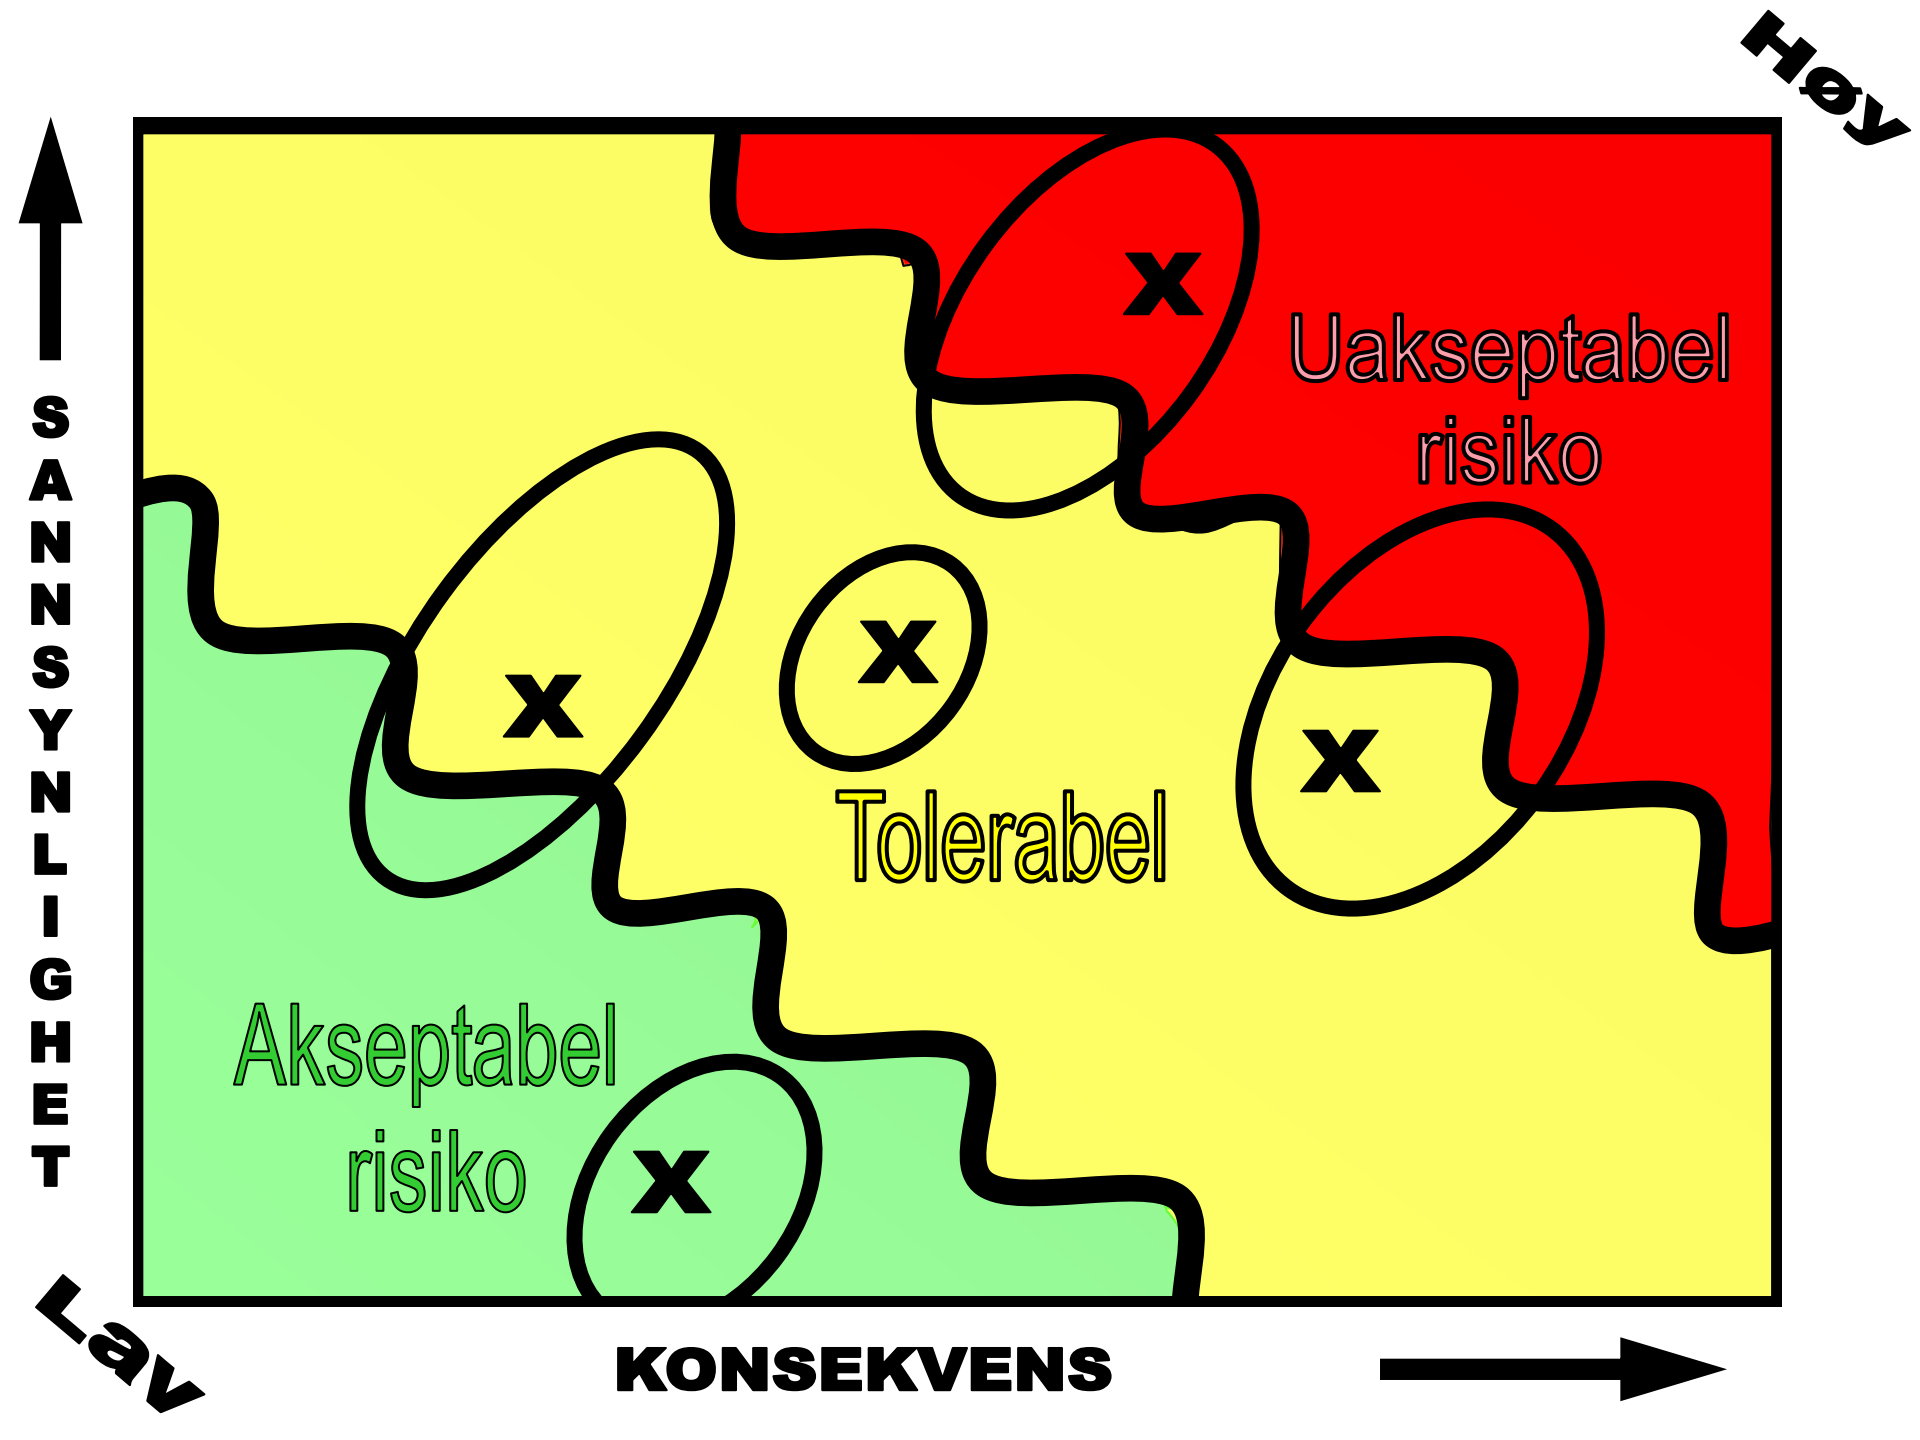 Høy
SANNSYNLIGHET
X
Uakseptabel
risiko
X
X
X
Tolerabel
Akseptabel
risiko
X
Lav
KONSEKVENS